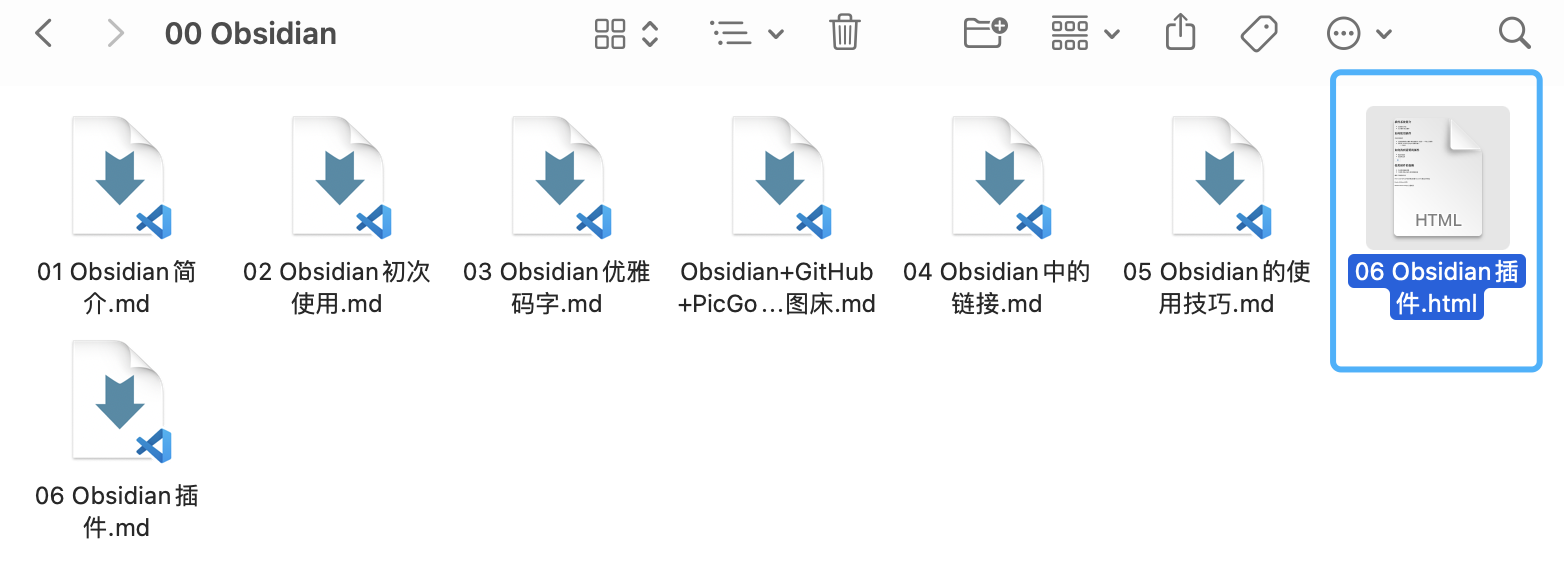 00 Obsidian
01 Obsidian简
介.md
02 Obsidian初次
使用.md
03 Obsidian优雅
码字.md
Obsidian+GitHub
+PicGo…图床.md
04 Obsidian中的
链接.md
05 Obsidian的使
用技巧.md
HTML
06 Obsidian插
件.html
06 Obsidian插
件.md